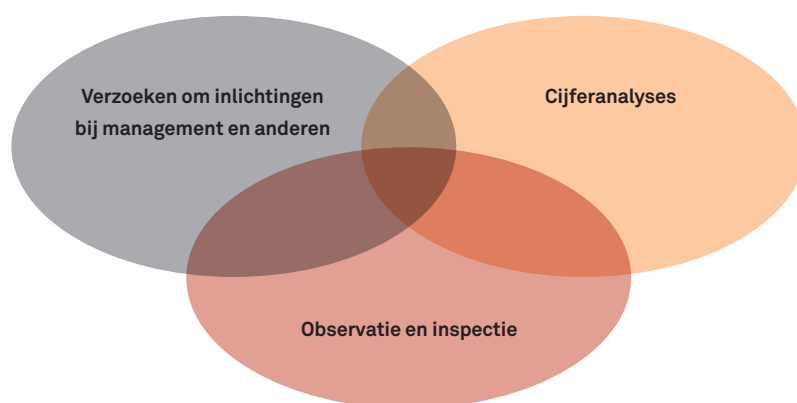 Verzoeken om inlichtingen
bij management en anderen
Cijferanalyses
Observatie en inspectie